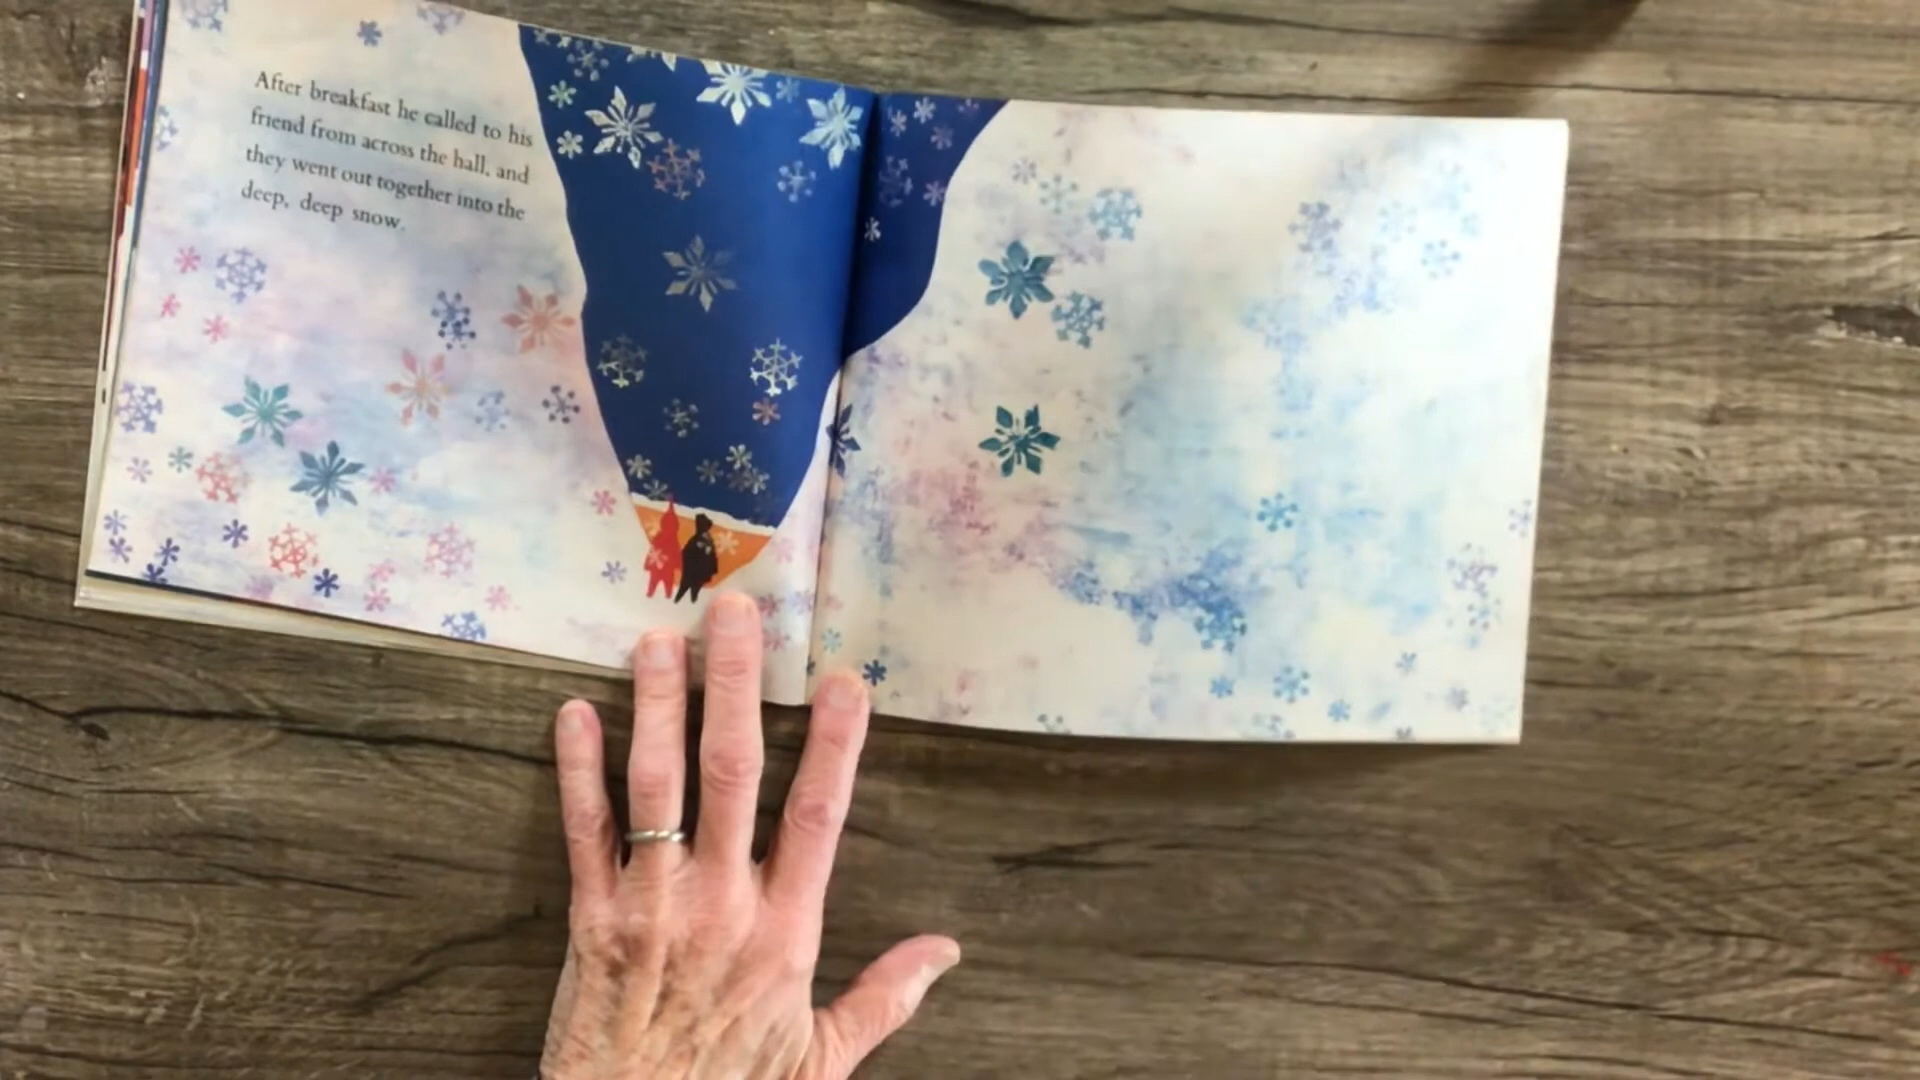 After breakfast he called to his
friend from across the hall, and
they went out together into the
deep, deep snow.